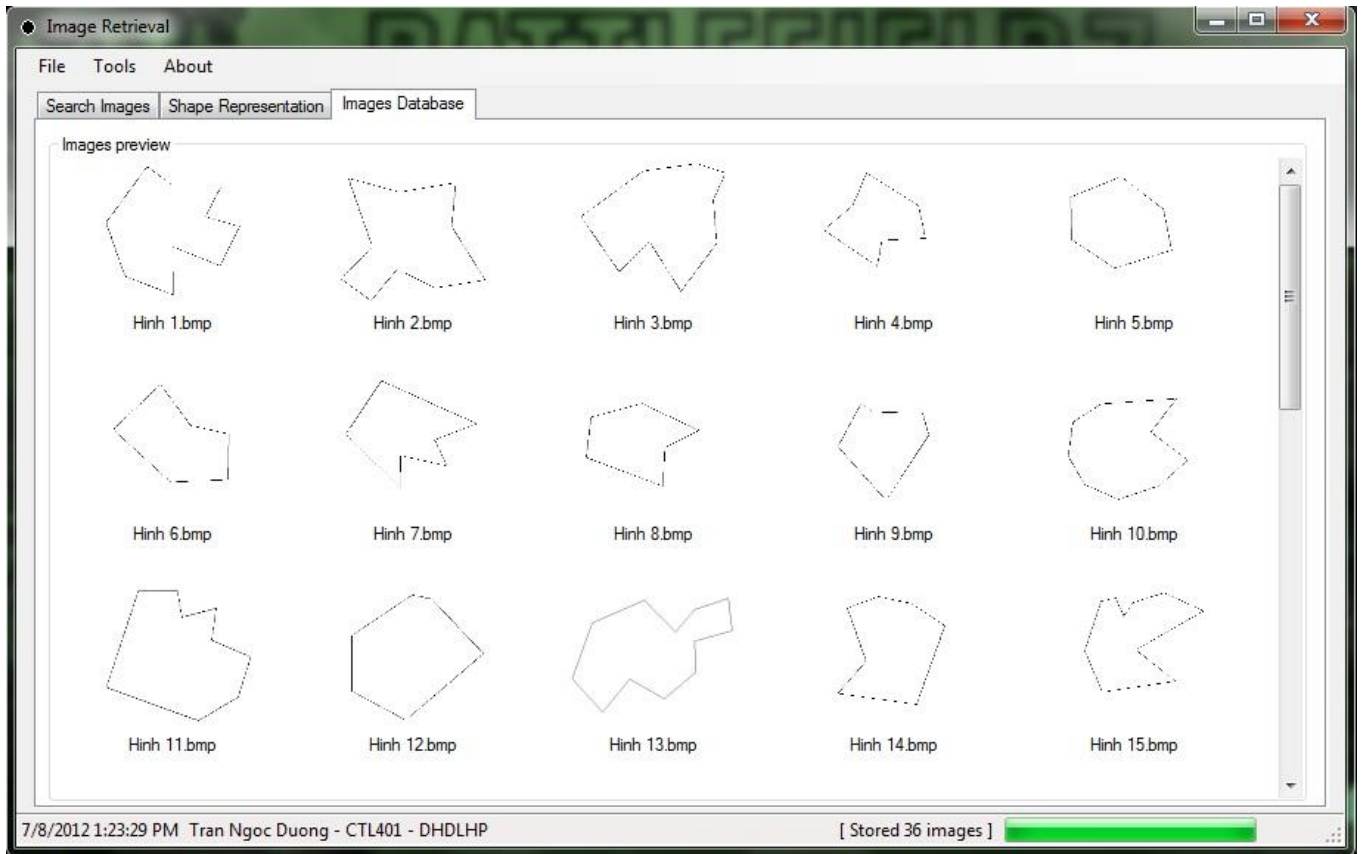 Image Retrieval
File Tools About
Search Images Shape Representation Images Database
Images preview
Hinh 1.bmp Hinh 2.bmp Hinh 3.bmp Hinh 4.bmp Hinh 5.bmp
Hinh 6.bmp Hinh 7.bmp Hinh 8.bmp Hinh 9.bmp Hinh 10.bmp
Hinh 11.bmp Hinh 12.bmp Hinh 13.bmp Hinh 14.bmp Hinh 15.bmp
7/8/2012 1:23:29 PM Tran Ngoc Duong - CTL401 - DHDLHP [ Stored 36 images ]